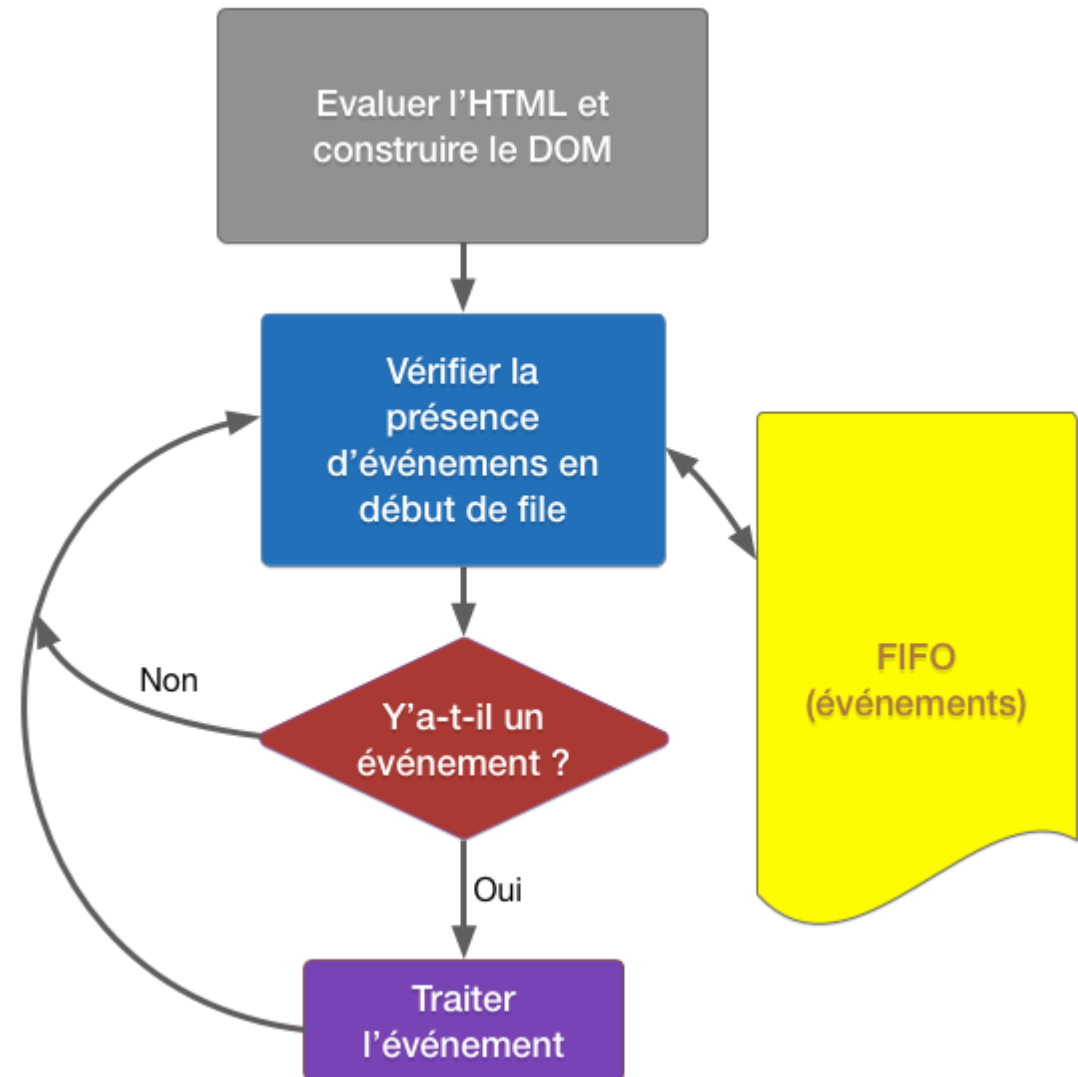 Evaluer l’HTML et
construire le DOM
Vérifier la
présence
d’événemens en
début de file
FIFO
(événements)
Non
Y’a-t-il un
événement ?
Oui
Traiter
l’événement